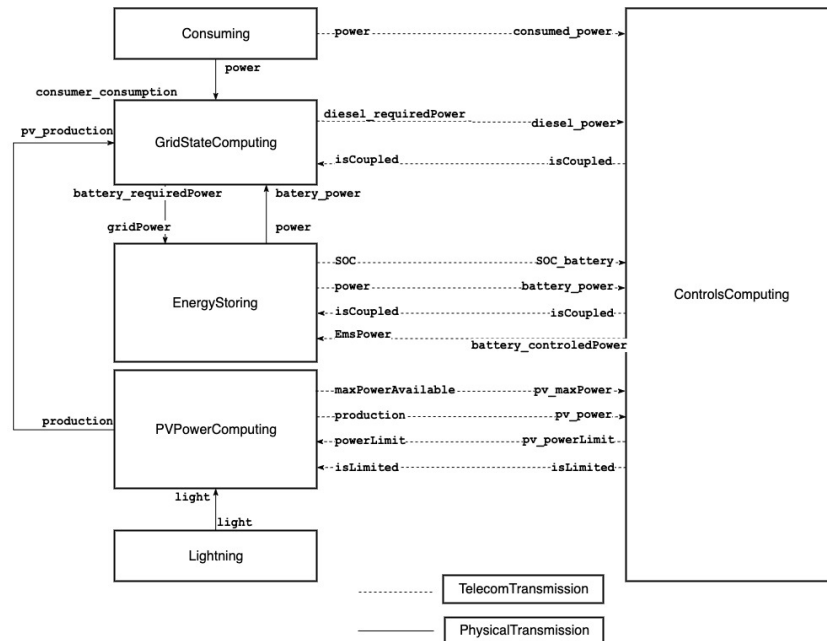 Consuming
power
consumed_power
power
consumer_consumption
pv_production
GridStateComputing
diesel_requiredPower
diesel_power
isCoupled
isCoupled
battery_requiredPower
batery_power
gridPower
power
EnergyStoring
SOC
SOC_battery
power
battery_power
isCoupled
isCoupled
EmsPower
battery_controledPower
ControlsComputing
production
PVPowerComputing
maxPowerAvailable
pv_maxPower
production
pv_power
powerLimit
pv_powerLimit
isLimited
isLimited
light
light
Lightning
TelecomTransmission
PhysicalTransmission